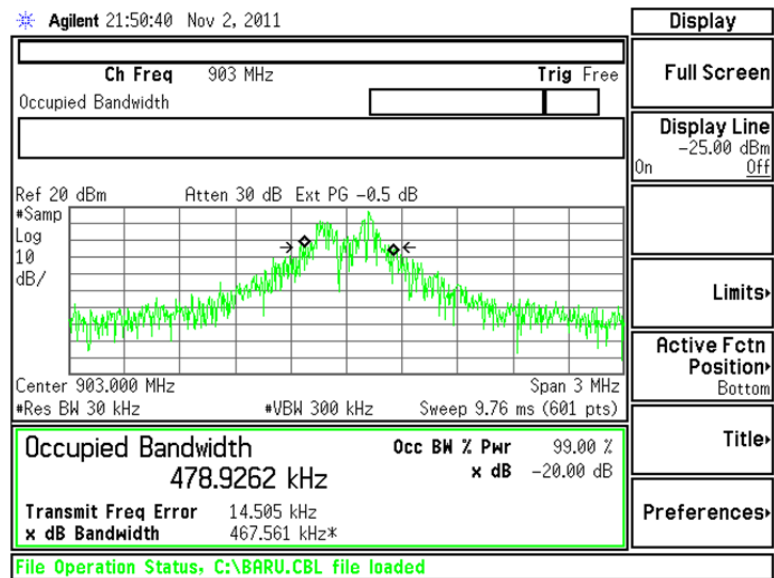 Agilent 21:50:40 Nov 2, 2011
Display
Ch Freq 903 MHz Trig Free
Occupied Bandwidth
Full Screen
Display Line
-25.00 dBm
On Off
Ref 20 dBm Atten 30 dB Ext PG -0.5 dB
#Samp
Log
10
dB/
Limits
Active Fctn
Position
Bottom
Center 903.000 MHz Span 3 MHz
#Res BW 30 kHz #VBW 300 kHz Sweep 9.76 ms (601 pts)
Occupied Bandwidth Occ BW % Pwr 99.00 %
478.9262 kHz x dB -20.00 dB
Title
Transmit Freq Error 14.505 kHz
x dB Bandwidth 467.561 kHz*
Preferences
File Operation Status, C:\BARU.CBL file loaded